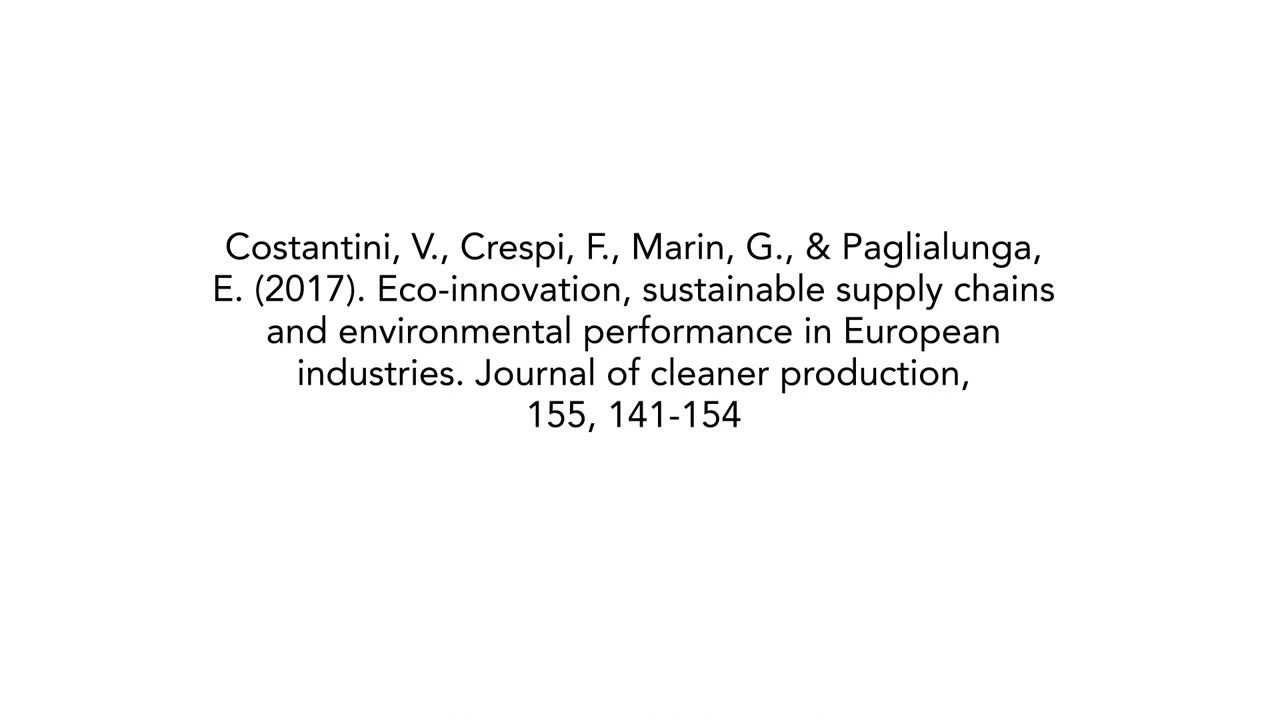 Costantini, V., Crespi, F., Marin, G., & Paglialunga,
E. (2017). Eco-innovation, sustainable supply chains
and environmental performance in European
industries. Journal of cleaner production,
155, 141-154